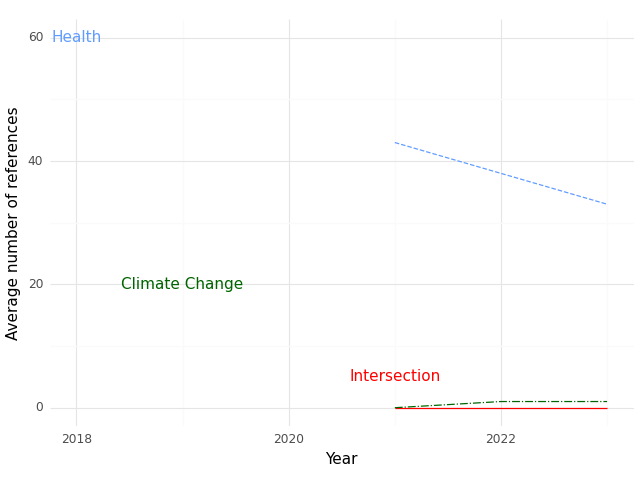 60
Health
40
Climate Change
20
Intersection
0
2018
2020
2022
Year
Average number of references